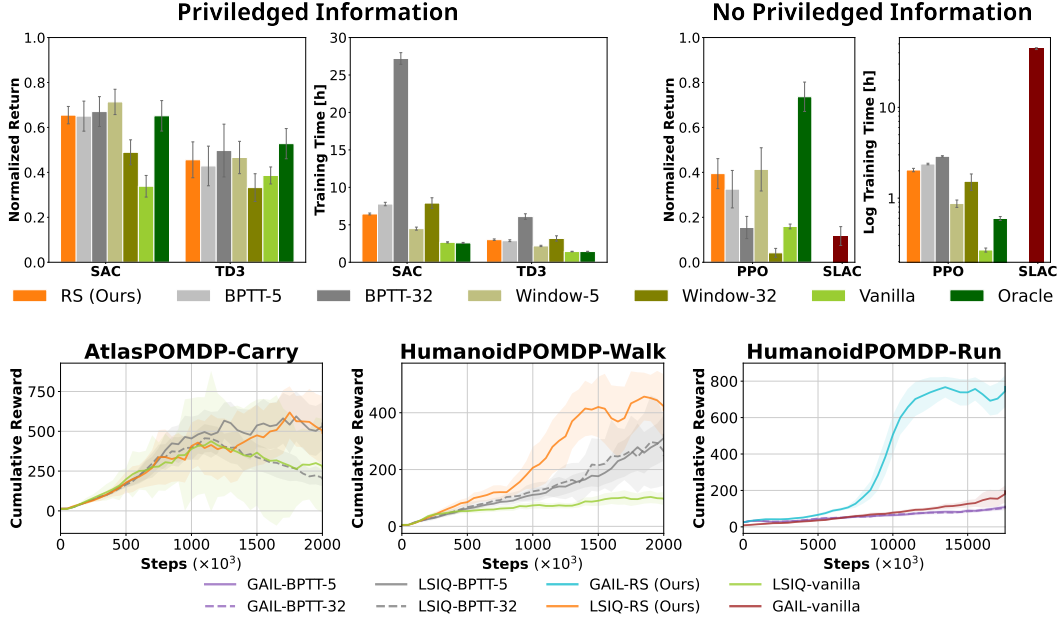 Priviledged Information
No Priviledged Information
Normalized Return
1.0
0.8
0.6
0.4
0.2
0.0
SAC
TD3
Training Time [h]
30
25
20
15
10
5
0
SAC
TD3
Normalized Return
1.0
0.8
0.6
0.4
0.2
0.0
PPO
SLAC
Log Training Time [h]
10
1
PPO
SLAC
RS (Ours)
BPTT-5
BPTT-32
Window-5
Window-32
Vanilla
Oracle
AtlasPOMDP-Carry
Cumulative Reward
750
500
250
0
0
500
1000
1500
2000
Steps (×10³)
HumanoidPOMDP-Walk
Cumulative Reward
400
200
0
0
500
1000
1500
2000
Steps (×10³)
HumanoidPOMDP-Run
Cumulative Reward
800
600
400
200
0
0
5000
10000
15000
Steps (×10³)
GAIL-BPTT-5
LSIQ-BPTT-5
GAIL-RS (Ours)
LSIQ-vanilla
GAIL-BPTT-32
LSIQ-BPTT-32
LSIQ-RS (Ours)
GAIL-vanilla